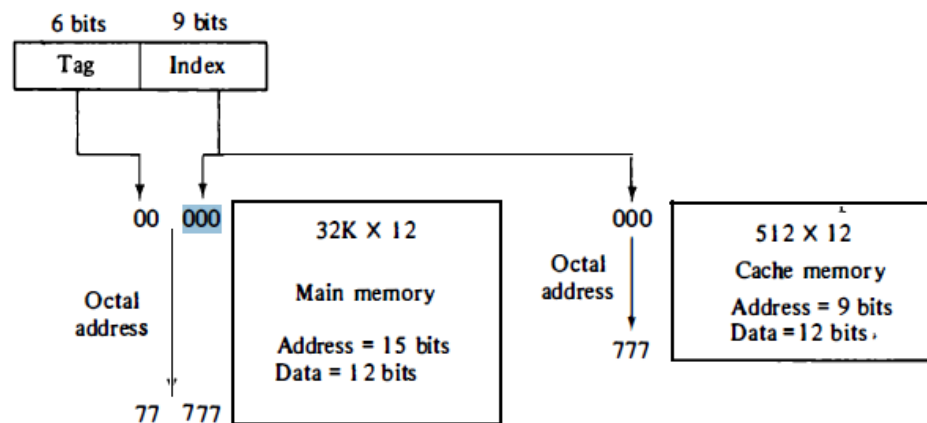 6 bits 9 bits
Tag Index
00 000
32K X 12
Main memory
Address = 15 bits
Data = 12 bits
Octal
address
77 777
000
Octal
address
777
512 X 12
Cache memory
Address = 9 bits
Data = 12 bits